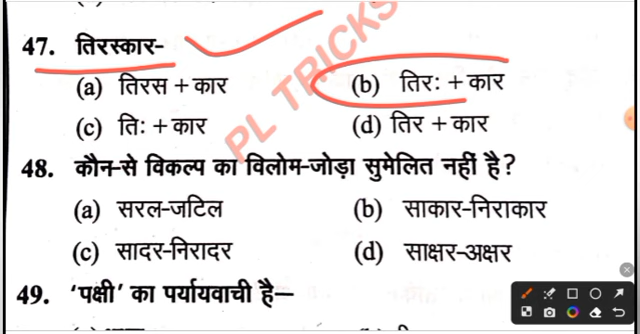 47. तिरस्कार-
(a) तिरस + कार (b) तिरः + कार
(c) तिः + कार (d) तिर + कार
PL TRICKS
48. कौन-से विकल्प का विलोम-जोड़ा सुमेलित नहीं है?
(a) सरल-जटिल (b) साकार-निराकार
(c) सादर-निरादर (d) साक्षर-अक्षर
49. 'पक्षी' का पर्यायवाची है—